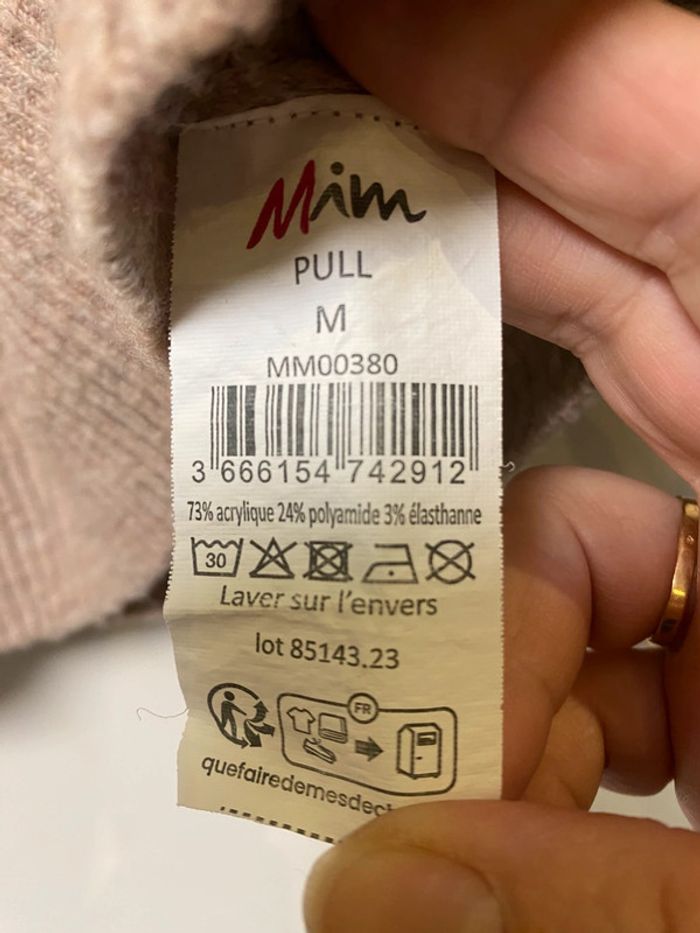 Mim
PULL
M
MM00380
3 666154 742912
73% acrylique 24% polyamide 3% élasthanne
30
Laver sur l'envers
lot 85143.23
FR